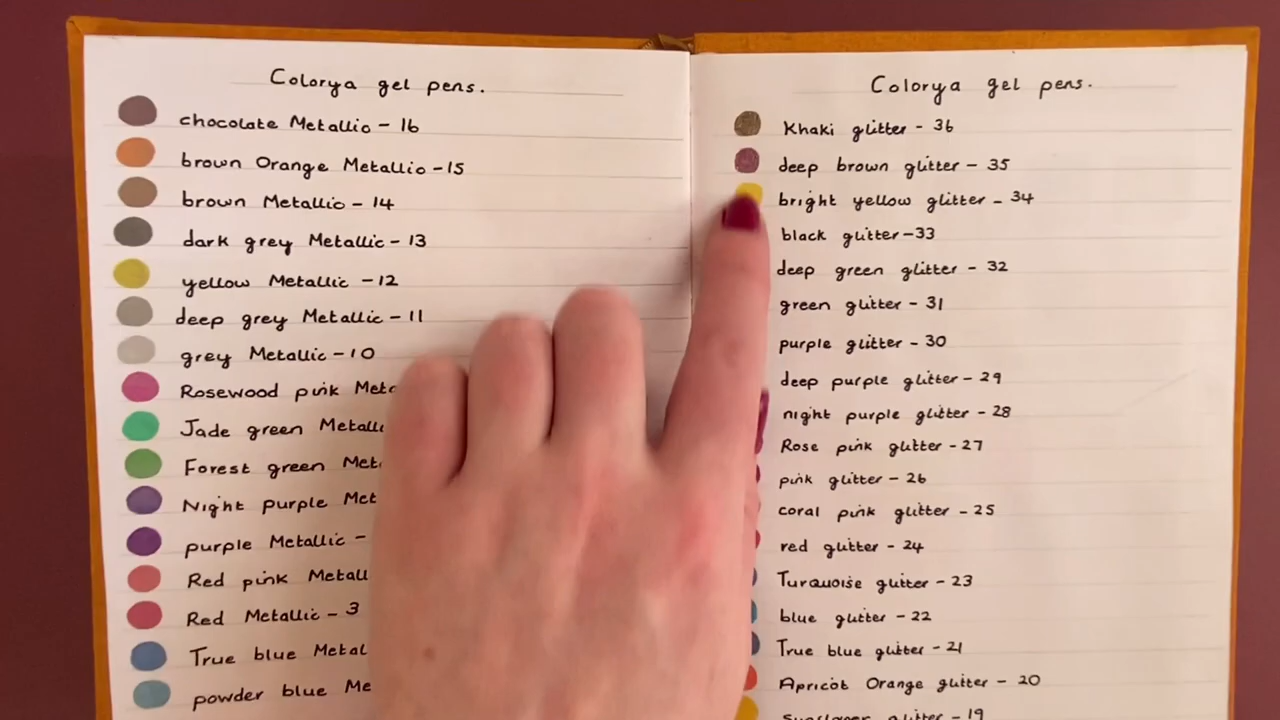 Colorya gel pens.
chocolate Metallic - 16
brown Orange Metallic - 15
brown Metallic - 14
dark grey Metallic - 13
yellow Metallic - 12
deep grey Metallic - 11
grey Metallic - 10
Rosewood pink
Jade green
Forest green
Night purple
purple Metallic -
Red pink
Red Metallic - 3
True blue
powder blue
Colorya gel pens.
Khaki glitter - 36
deep brown glitter - 35
bright yellow glitter - 34
black glitter - 33
deep green glitter - 32
green glitter - 31
purple glitter - 30
deep purple glitter - 29
night purple glitter - 28
Rose pink glitter - 27
pink glitter - 26
coral pink glitter - 25
red glitter - 24
Turquoise glitter - 23
blue glitter - 22
True blue glitter - 21
Apricot Orange glitter - 20
glitter - 19